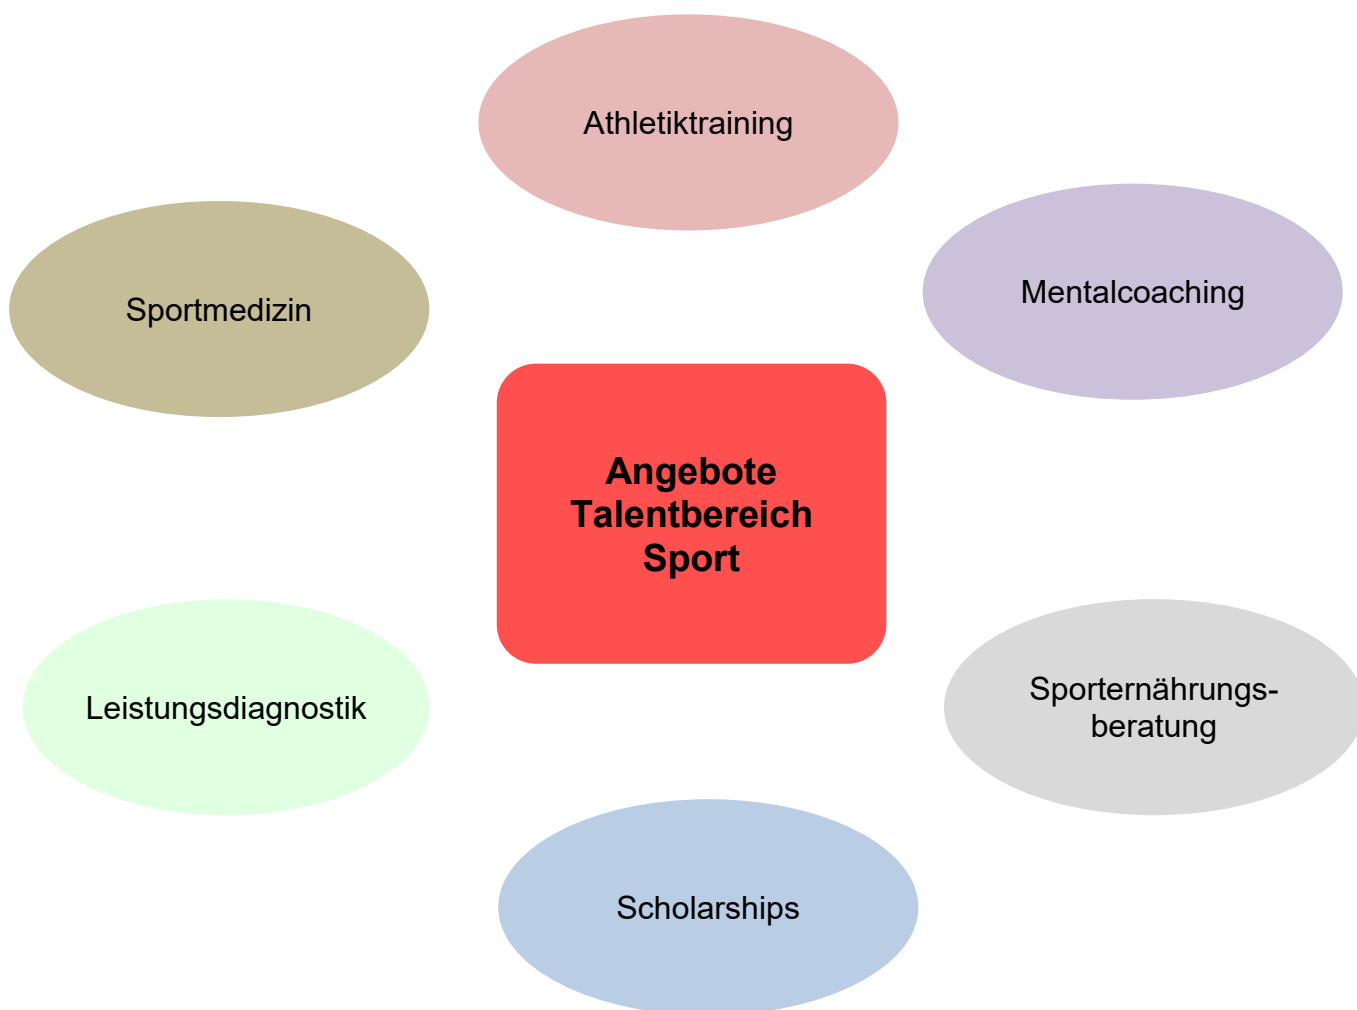 Athletiktraining
Mentalcoaching
Sportmedizin
Angebote
Talentbereich
Sport
Sporternährungs-
beratung
Leistungsdiagnostik
Scholarships